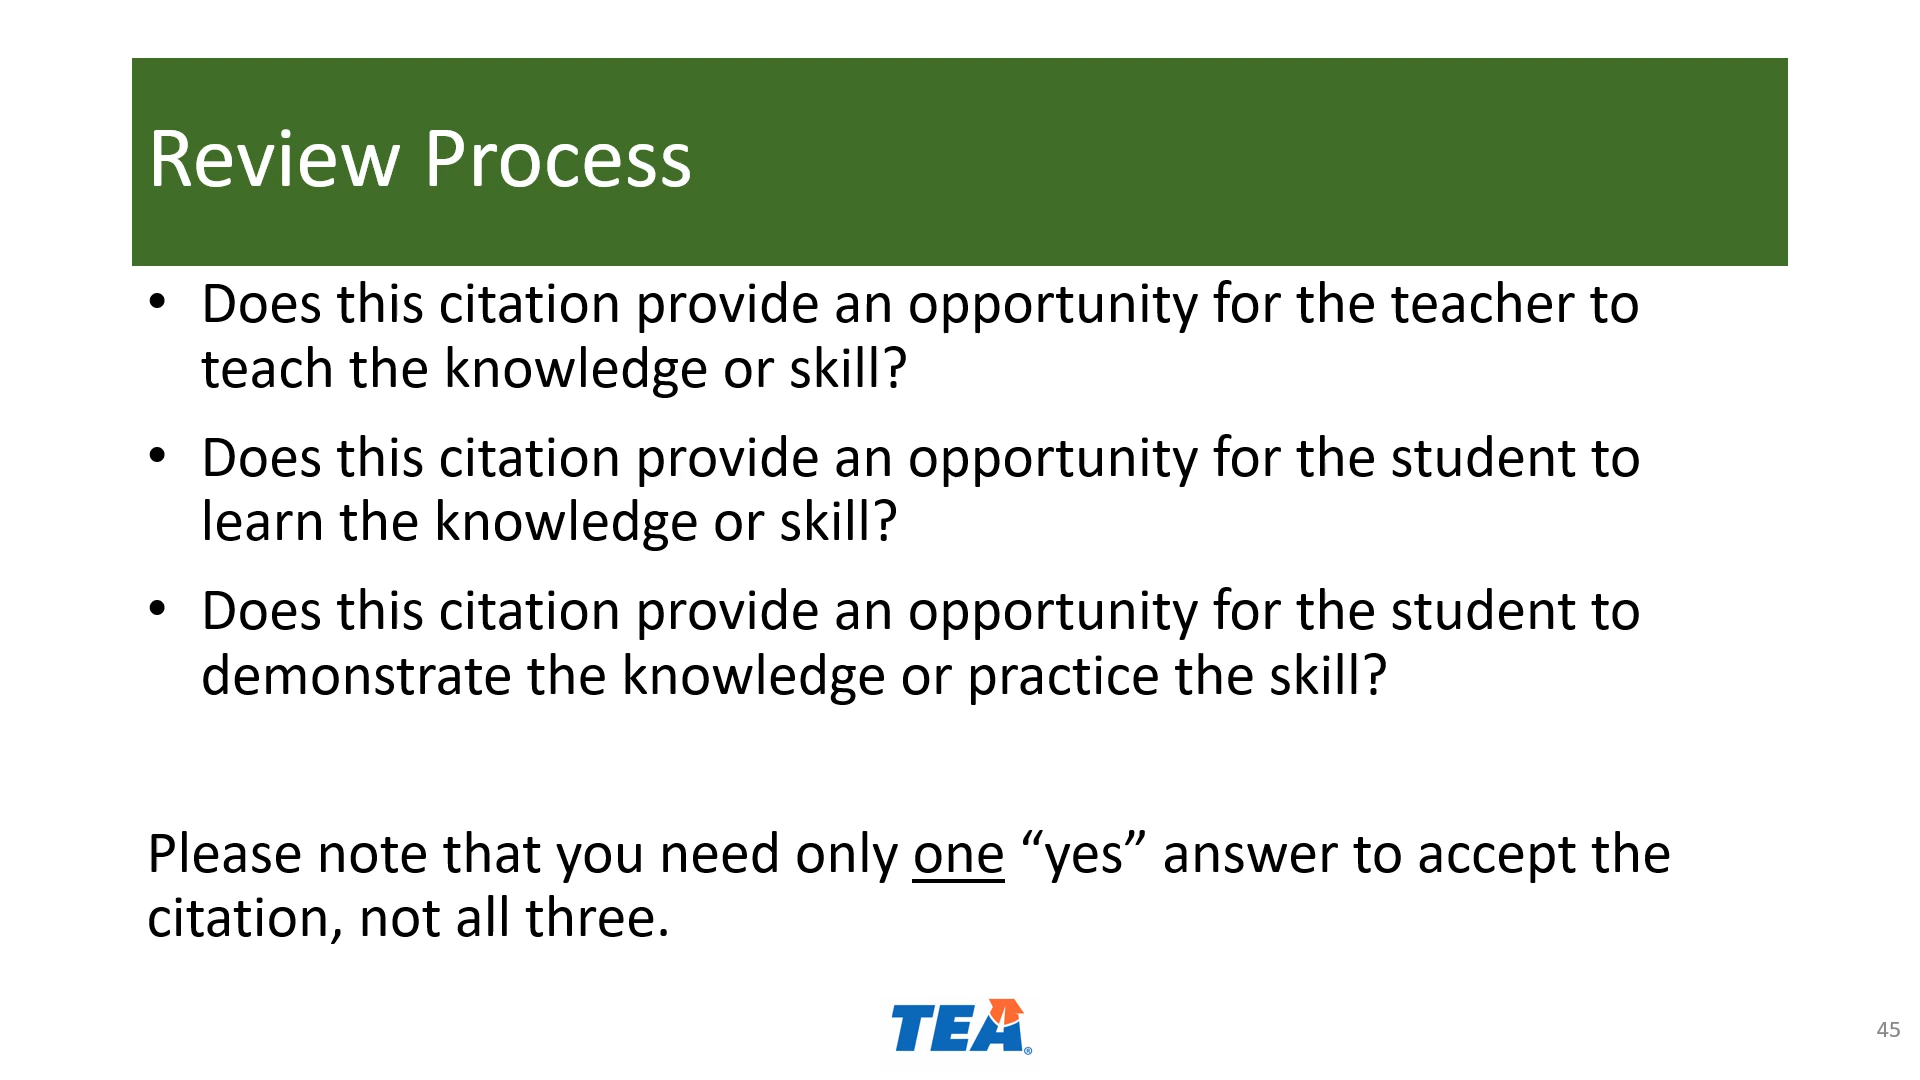 Review Process
• Does this citation provide an opportunity for the teacher to
teach the knowledge or skill?
• Does this citation provide an opportunity for the student to
learn the knowledge or skill?
• Does this citation provide an opportunity for the student to
demonstrate the knowledge or practice the skill?
Please note that you need only one “yes” answer to accept the
citation, not all three.
TEA®
45